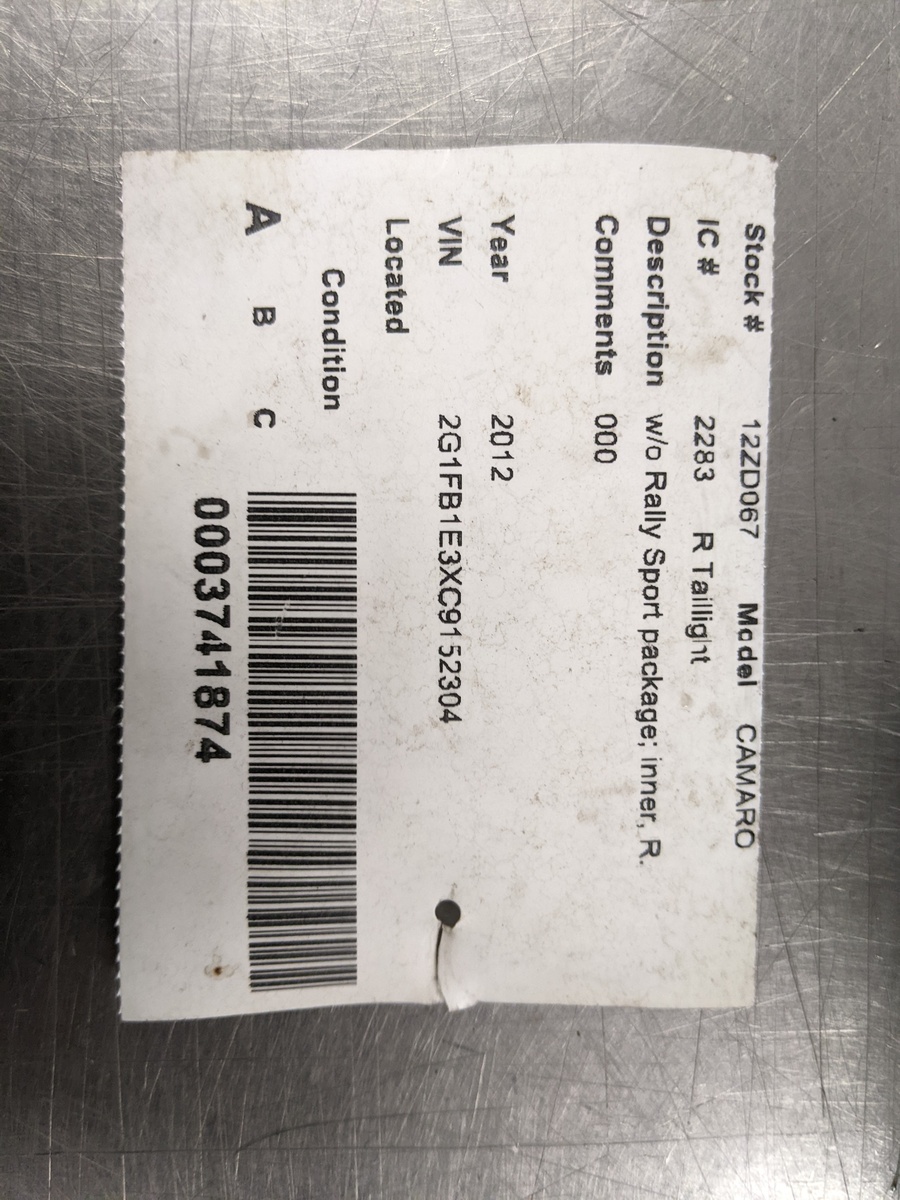 Stock # 12ZD067 Model CAMARO
IC # 2283 R Taillight
Description w/o Rally Sport package; inner, R.
Comments 000
Year 2012
VIN 2G1FB1E3XC9152304
Located
Condition
A B C
0003741874